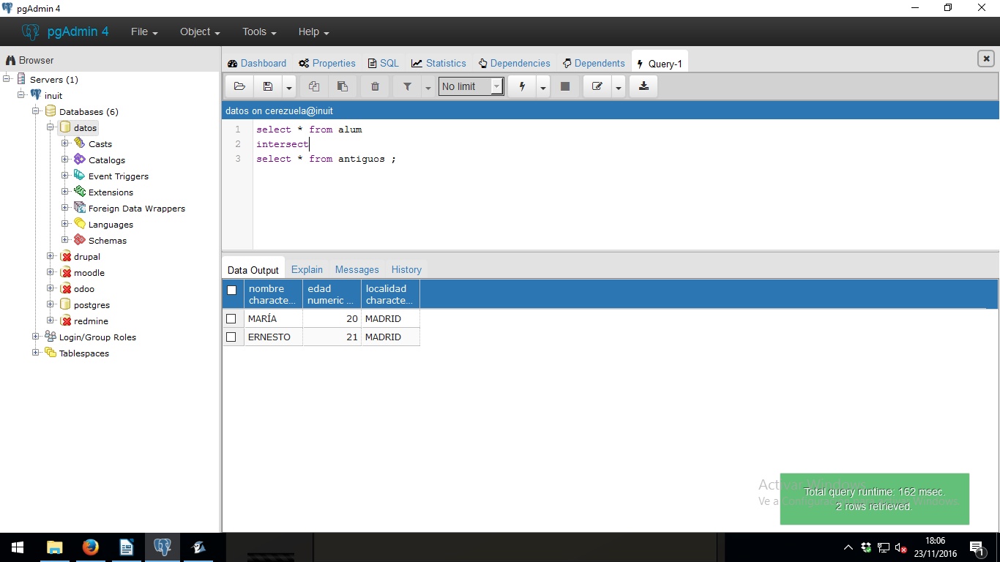 pgAdmin 4
pgAdmin 4 File Object Tools Help
Browser
Servers (1)
inuit
Databases (6)
datos
Casts
Catalogs
Event Triggers
Extensions
Foreign Data Wrappers
Languages
Schemas
drupal
moodle
odoo
postgres
redmine
Login/Group Roles
Tablespaces
Dashboard Properties SQL Statistics Dependencies Dependents Query-1
No limit
datos on cerezuela@inuit
1 select * from alum
2 intersect
3 select * from antiguos ;
Data Output Explain Messages History
nombre edad localidad
characte... numeric ... characte...
MARÍA 20 MADRID
ERNESTO 21 MADRID
Activar Windows
Ve a Configuración para activar Windows.
Total query runtime: 162 msec.
2 rows retrieved.
18:06
23/11/2016
1